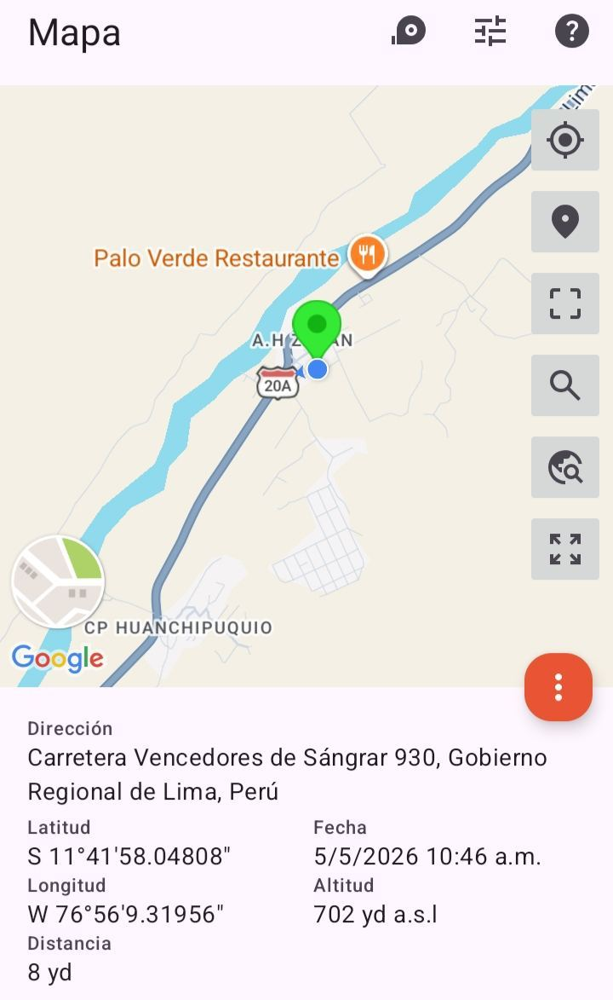 Mapa
Lim
Palo Verde Restaurante
A.H Z AN
20A
CP HUANCHIPUQUIO
Google
Dirección
Carretera Vencedores de Sángrar 930, Gobierno
Regional de Lima, Perú
Latitud
S 11°41'58.04808"
Fecha
5/5/2026 10:46 a.m.
Longitud
W 76°56'9.31956"
Altitud
702 yd a.s.l
Distancia
8 yd